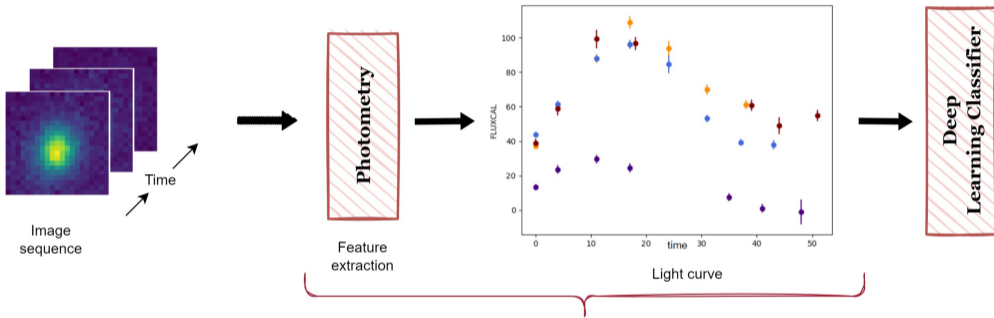 Time
Image
sequence
Photometry
Feature
extraction
FLUXCAL
100
80
60
40
20
0
0
10
20
30
40
50
time
Light curve
Deep
Learning Classifier